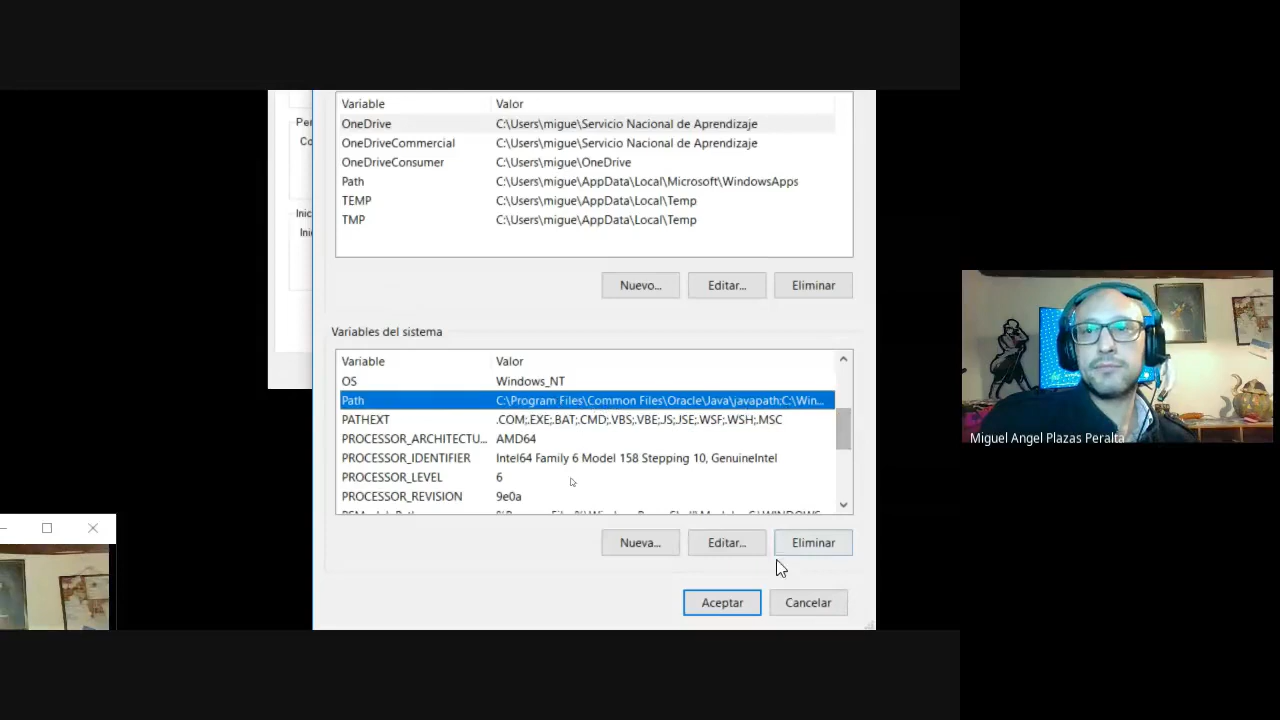 Variable Valor
OneDrive C:\Users\migue\Servicio Nacional de Aprendizaje
OneDriveCommercial C:\Users\migue\Servicio Nacional de Aprendizaje
OneDriveConsumer C:\Users\migue\OneDrive
Path C:\Users\migue\AppData\Local\Microsoft\WindowsApps
TEMP C:\Users\migue\AppData\Local\Temp
TMP C:\Users\migue\AppData\Local\Temp
Nuevo... Editar... Eliminar
Variables del sistema
Variable Valor
OS Windows_NT
Path C:\Program Files\Common Files\Oracle\Java\javapath;C:\Win...
PATHEXT .COM;.EXE;.BAT;.CMD;.VBS;.VBE;.JS;.JSE;.WSF;.WSH;.MSC
PROCESSOR_ARCHITECTU... AMD64
PROCESSOR_IDENTIFIER Intel64 Family 6 Model 158 Stepping 10, GenuineIntel
PROCESSOR_LEVEL 6
PROCESSOR_REVISION 9e0a
Nueva... Editar... Eliminar
Aceptar Cancelar
Miguel Angel Plazas Peralta